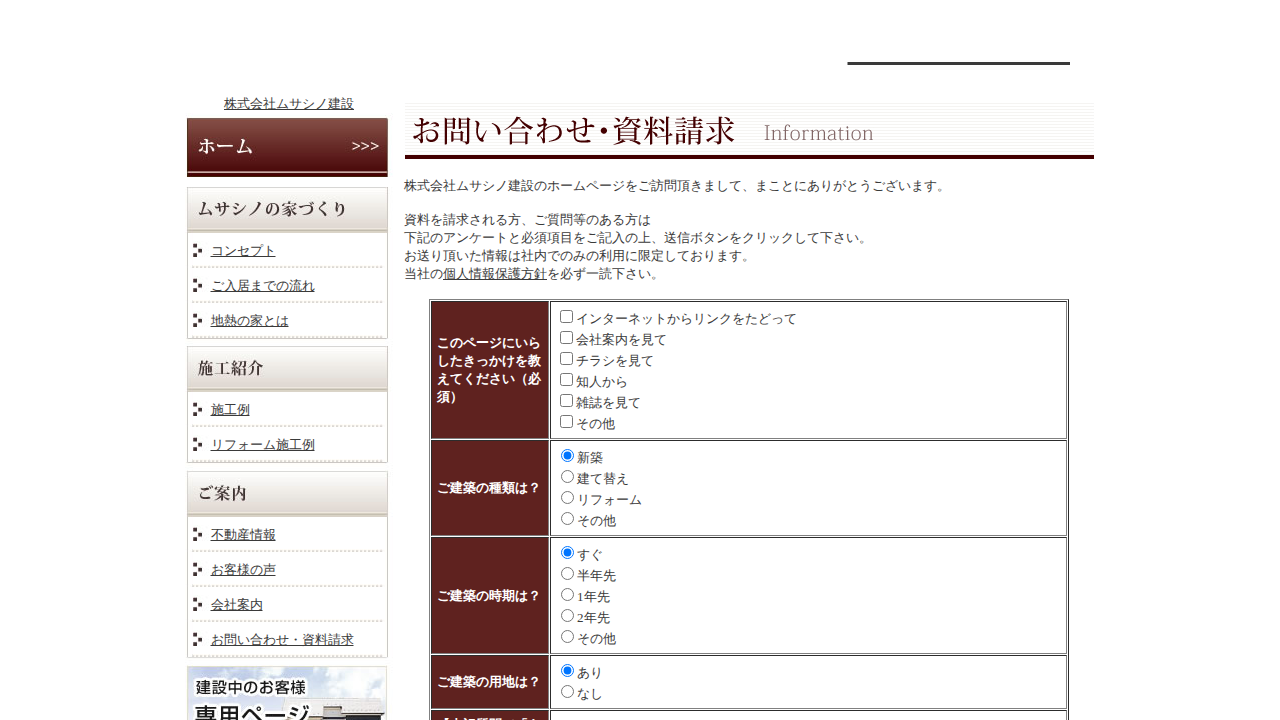 株式会社ムサシノ建設
ホーム >>>
ムサシノの家づくり
コンセプト
ご入居までの流れ
地熱の家とは
施工紹介
施工例
リフォーム施工例
ご案内
不動産情報
お客様の声
会社案内
お問い合わせ・資料請求
建設中のお客様
専用ページ
お問い合わせ・資料請求 Information
株式会社ムサシノ建設のホームページをご訪問頂きまして、まことにありがとうございます。
資料を請求される方、ご質問等のある方は
下記のアンケートと必須項目をご記入の上、送信ボタンをクリックして下さい。
お送り頂いた情報は社内でのみの利用に限定しております。
当社の個人情報保護方針を必ず一読下さい。
このページにいら
したきっかけを教
えてください（必
須）
インターネットからリンクをたどって
会社案内を見て
チラシを見て
知人から
雑誌を見て
その他
ご建築の種類は？
新築
建て替え
リフォーム
その他
ご建築の時期は？
すぐ
半年先
1年先
2年先
その他
ご建築の用地は？
あり
なし